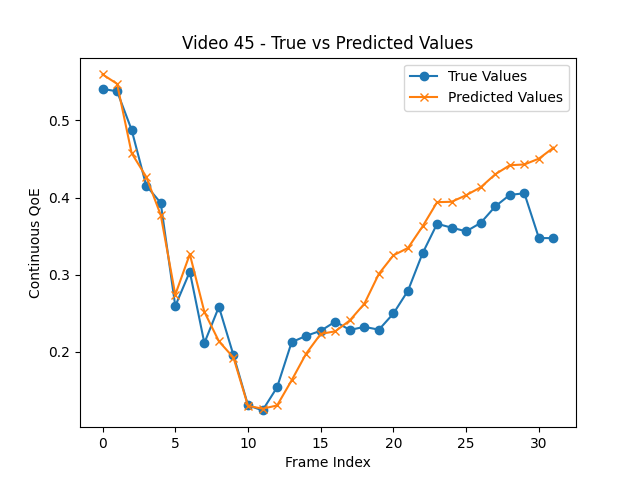 Video 45 - True vs Predicted Values
True Values
Predicted Values
Continuous QoE
0.5
0.4
0.3
0.2
0 5 10 15 20 25 30
Frame Index